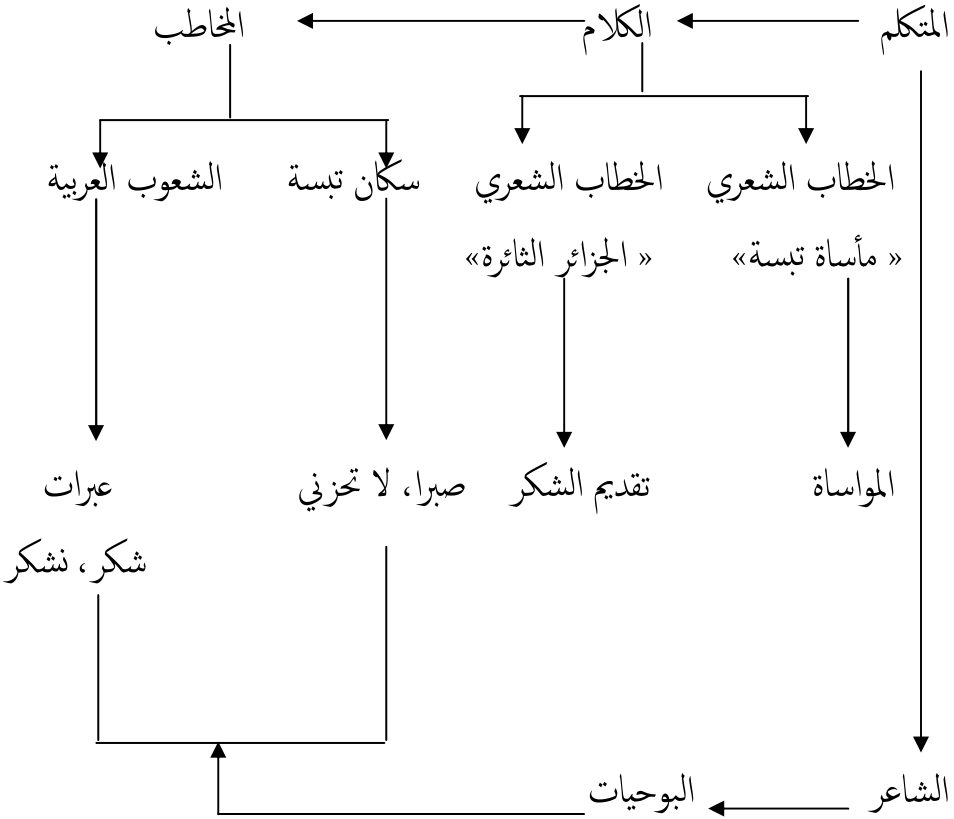 المتكلم الكلام المخاطب
الخطاب الشعري الخطاب الشعري سكان تبسة الشعوب العربية
« مأساة تبسة» « الجزائر الثائرة»
المواساة تقديم الشكر صبرا، لا تحزني عبرات
شكر، نشكر
الشاعر البوحيات